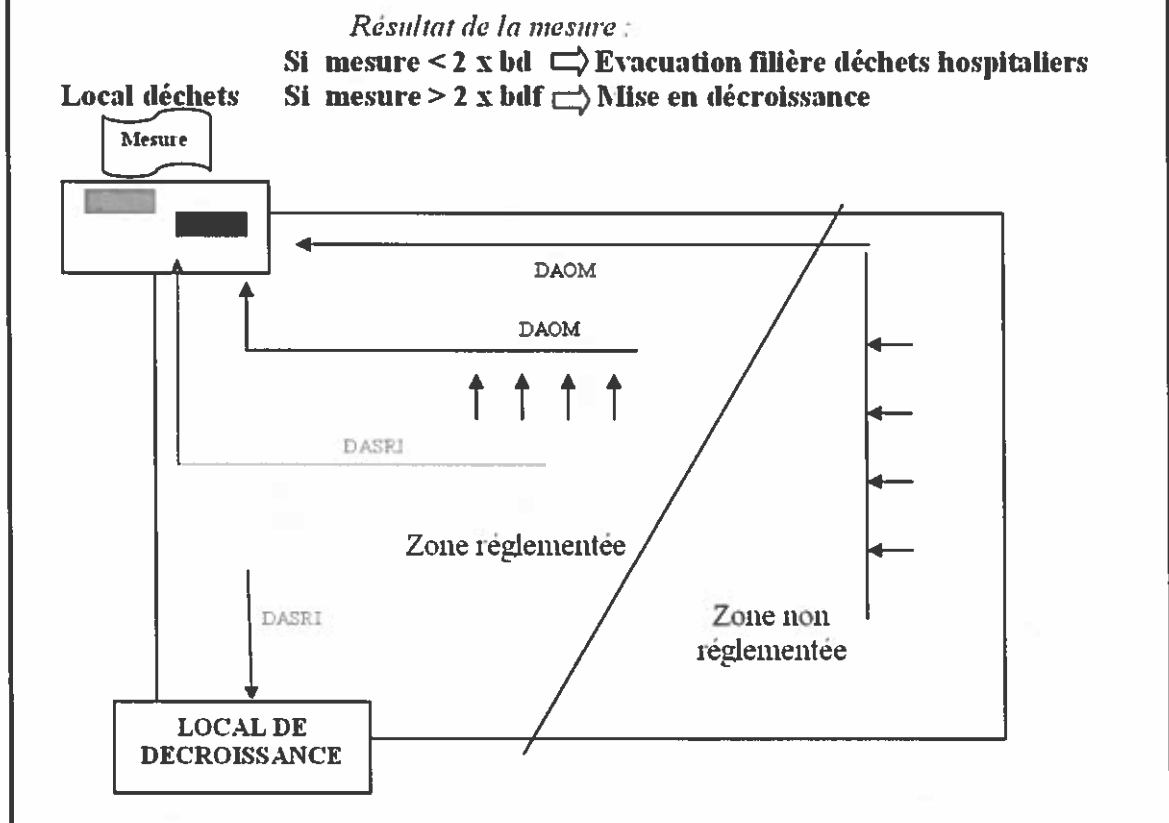 Résultat de la mesure :
Si mesure < 2 x bd ⇨ Evacuation filière déchets hospitaliers
Local déchets
Si mesure > 2 x bdf ⇨ Mise en décroissance
Mesure
DAOM
DAOM
DASRI
Zone réglementée
DASRI
Zone non
réglementée
LOCAL DE
DECROISSANCE